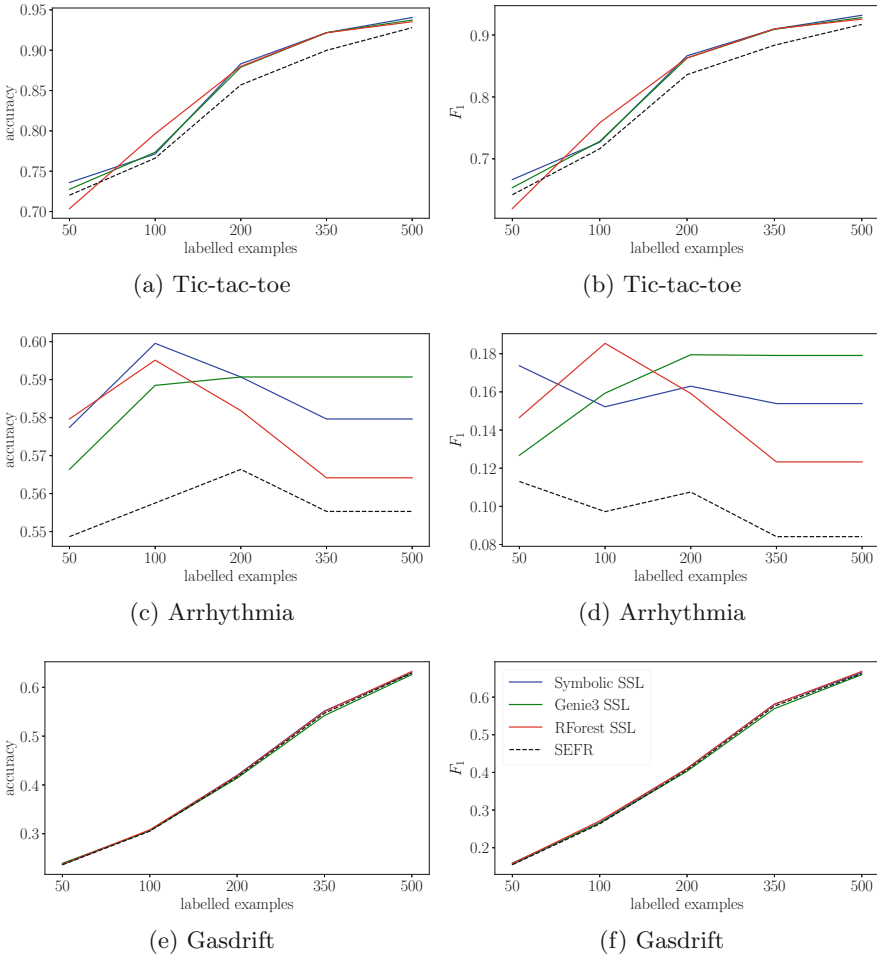 0.95
0.90
0.85
0.80
0.75
0.70
accuracy
50 100 200 350 500
labelled examples
(a) Tic-tac-toe
0.9
0.8
0.7
F1
50 100 200 350 500
labelled examples
(b) Tic-tac-toe
0.60
0.59
0.58
0.57
0.56
0.55
accuracy
50 100 200 350 500
labelled examples
(c) Arrhythmia
0.18
0.16
0.14
0.12
0.10
0.08
F1
50 100 200 350 500
labelled examples
(d) Arrhythmia
0.6
0.5
0.4
0.3
accuracy
50 100 200 350 500
labelled examples
(e) Gasdrift
0.6
0.5
0.4
0.3
0.2
F1
Symbolic SSL
Genie3 SSL
RForest SSL
SEFR
50 100 200 350 500
labelled examples
(f) Gasdrift